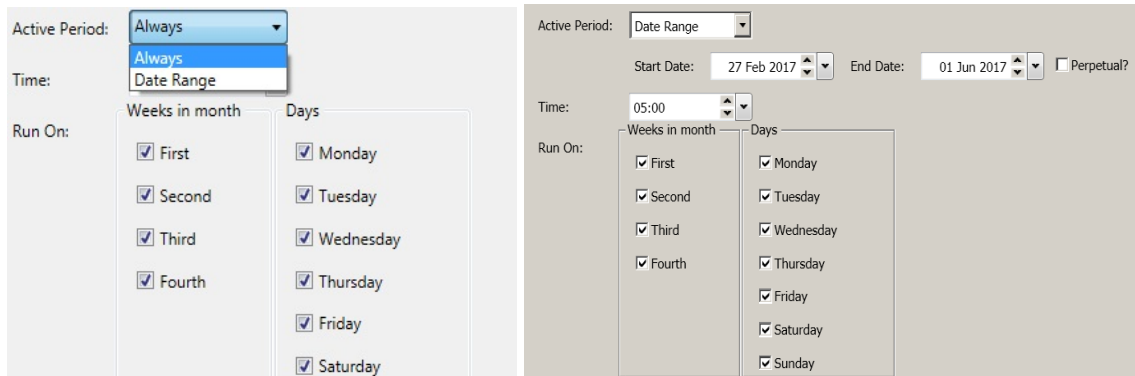 Active Period: Always
Always
Date Range
Time:
Weeks in month Days
Run On:
First Monday
Second Tuesday
Third Wednesday
Fourth Thursday
Friday
Saturday
Active Period: Date Range
Start Date: 27 Feb 2017 End Date: 01 Jun 2017 Perpetual?
Time: 05:00
Weeks in month Days
Run On:
First Monday
Second Tuesday
Third Wednesday
Fourth Thursday
Friday
Saturday
Sunday